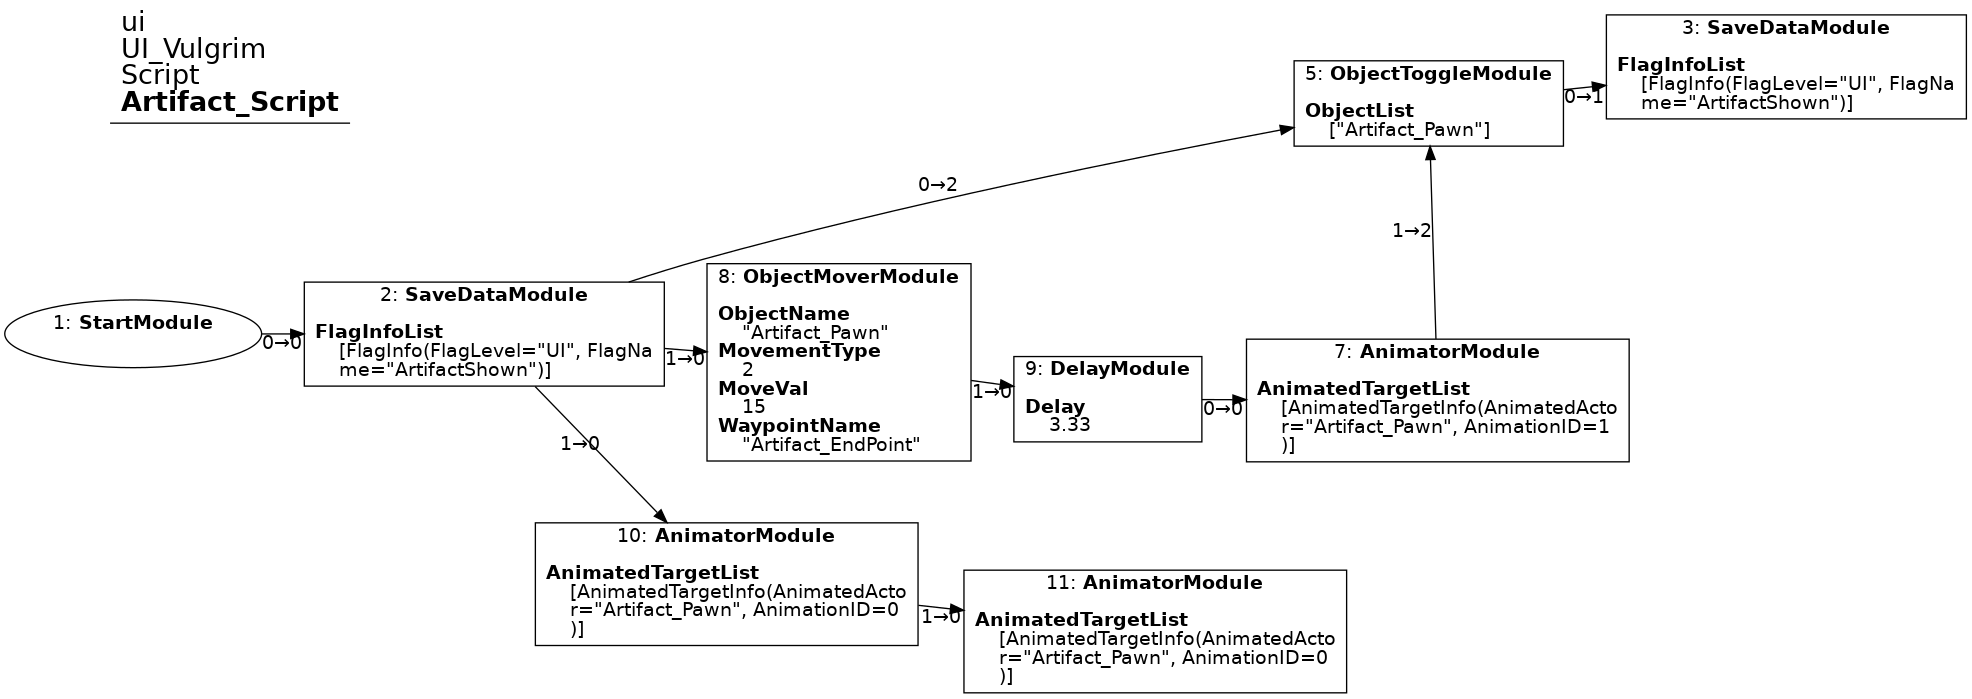 ui
UI_Vulgrim
Script
Artifact_Script
1: StartModule
0→0
2: SaveDataModule
FlagInfoList
[FlagInfo(FlagLevel="UI", FlagNa
me="ArtifactShown")]
0→2
1→0
1→0
8: ObjectMoverModule
ObjectName
"Artifact_Pawn"
MovementType
2
MoveVal
15
WaypointName
"Artifact_EndPoint"
1→0
9: DelayModule
Delay
3.33
0→0
7: AnimatorModule
AnimatedTargetList
[AnimatedTargetInfo(AnimatedActo
r="Artifact_Pawn", AnimationID=1
)]
1→2
5: ObjectToggleModule
ObjectList
["Artifact_Pawn"]
0→1
3: SaveDataModule
FlagInfoList
[FlagInfo(FlagLevel="UI", FlagNa
me="ArtifactShown")]
10: AnimatorModule
AnimatedTargetList
[AnimatedTargetInfo(AnimatedActo
r="Artifact_Pawn", AnimationID=0
)]
1→0
11: AnimatorModule
AnimatedTargetList
[AnimatedTargetInfo(AnimatedActo
r="Artifact_Pawn", AnimationID=0
)]